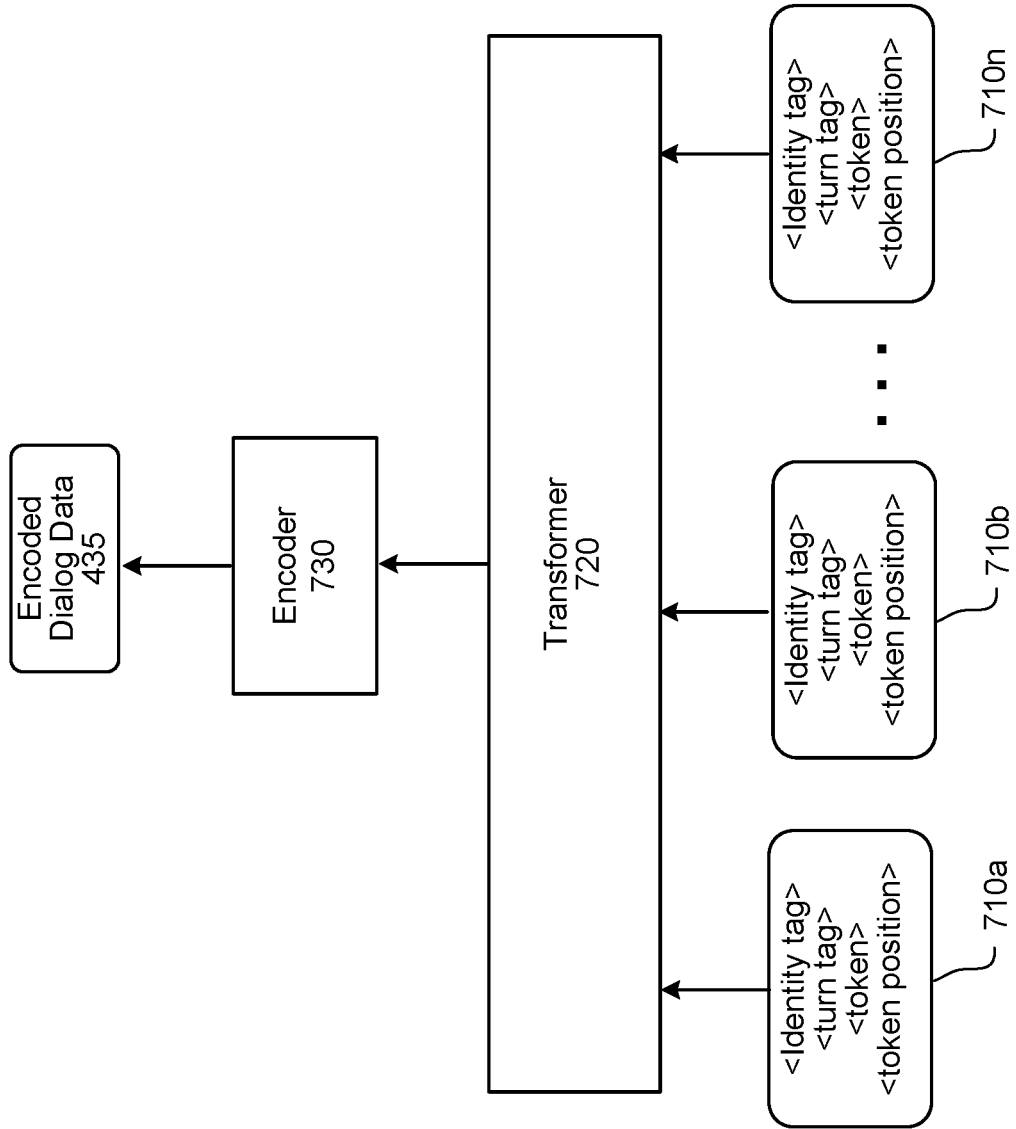 Encoded
Dialog Data
435
Encoder
730
Transformer
720
<Identity tag>
<turn tag>
<token>
<token position>
710a
<Identity tag>
<turn tag>
<token>
<token position>
710b
. . .
<Identity tag>
<turn tag>
<token>
<token position>
710n